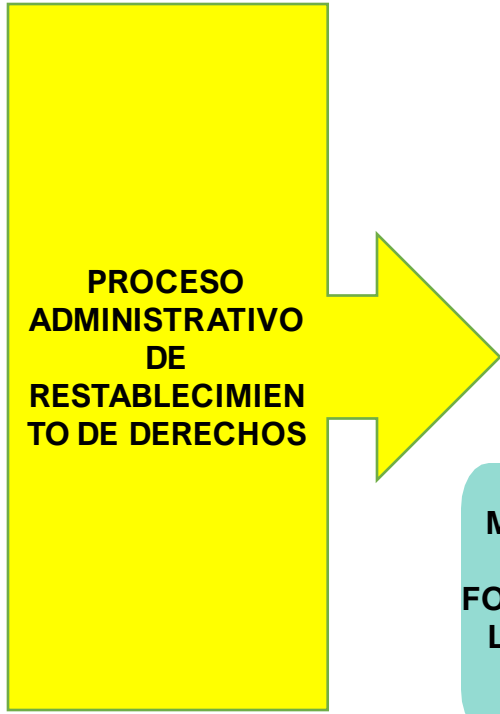 PROCESO
ADMINISTRATIVO
DE
RESTABLECIMIEN
TO DE DERECHOS